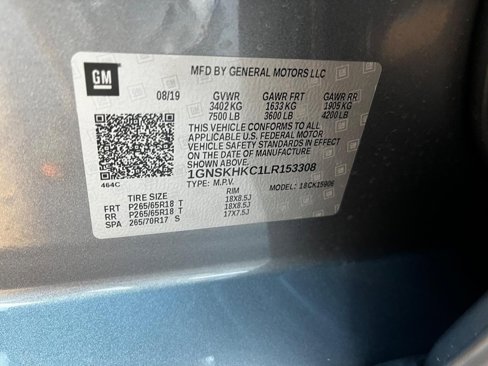 GM
MFD BY GENERAL MOTORS LLC
08/19 GVWR GAWR FRT GAWR RR
3402 KG 1633 KG 1905 KG
7500 LB 3600 LB 4200 LB
THIS VEHICLE CONFORMS TO ALL
APPLICABLE U.S. FEDERAL MOTOR
VEHICLE SAFETY STANDARDS IN
EFFECT ON THE DATE OF
MANUFACTURE SHOWN ABOVE.
1GNSKHKC1LR153308
TYPE: M.P.V. MODEL: 18CK15906
464C
TIRE SIZE RIM
FRT P265/65R18 T 18X8.5J
RR P265/65R18 T 18X8.5J
SPA 265/70R17 S 17X7.5J